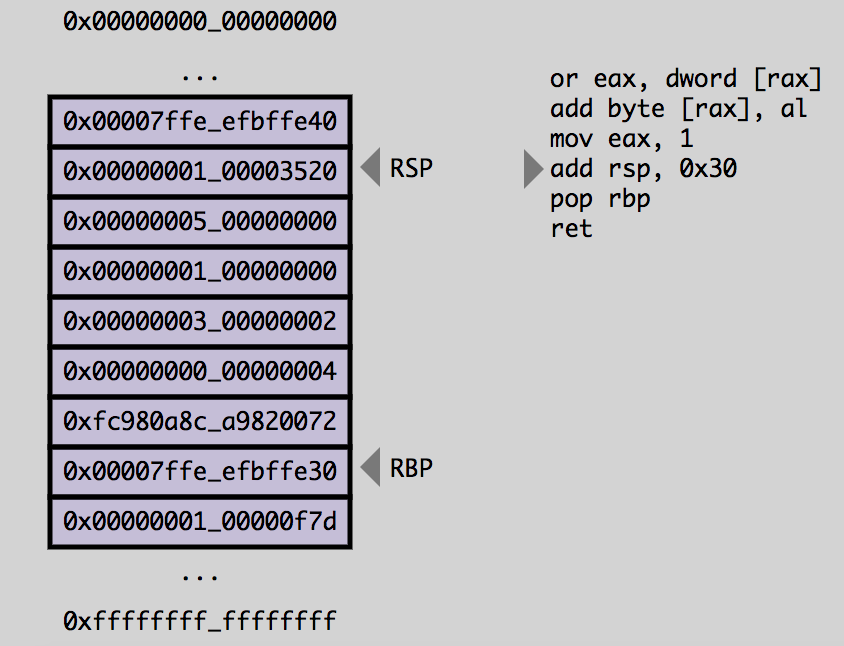 0x00000000_00000000
...
0x00007ffe_efbffe40
0x00000001_00003520
0x00000005_00000000
0x00000001_00000000
0x00000003_00000002
0x00000000_00000004
0xfc980a8c_a9820072
0x00007ffe_efbffe30
0x00000001_00000f7d
...
0xffffffff_ffffffff
RSP
RBP
or eax, dword [rax]
add byte [rax], al
mov eax, 1
add rsp, 0x30
pop rbp
ret